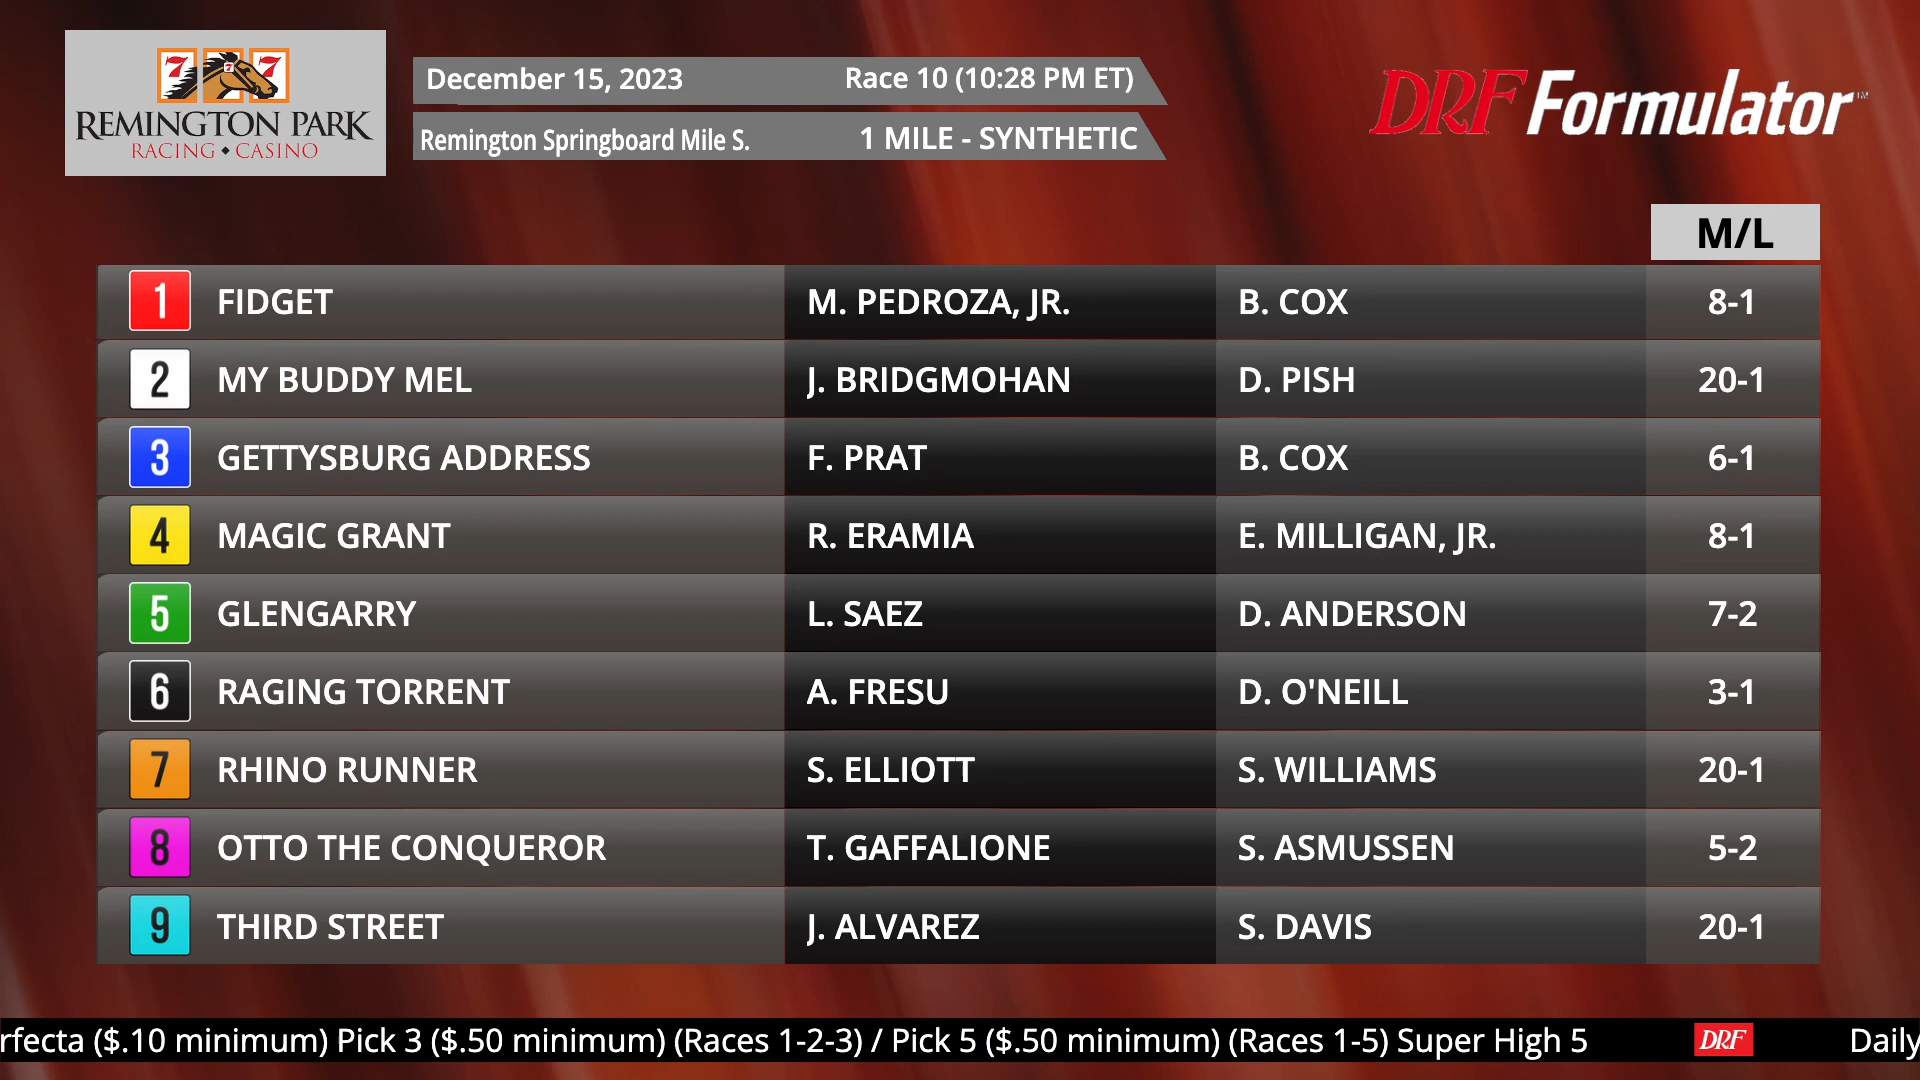 7 7 7
REMINGTON PARK
RACING • CASINO
December 15, 2023 Race 10 (10:28 PM ET)
Remington Springboard Mile S. 1 MILE - SYNTHETIC
DRF Formulator™
M/L
1 FIDGET M. PEDROZA, JR. B. COX 8-1
2 MY BUDDY MEL J. BRIDGMOHAN D. PISH 20-1
3 GETTYSBURG ADDRESS F. PRAT B. COX 6-1
4 MAGIC GRANT R. ERAMIA E. MILLIGAN, JR. 8-1
5 GLENGARRY L. SAEZ D. ANDERSON 7-2
6 RAGING TORRENT A. FRESU D. O'NEILL 3-1
7 RHINO RUNNER S. ELLIOTT S. WILLIAMS 20-1
8 OTTO THE CONQUEROR T. GAFFALIONE S. ASMUSSEN 5-2
9 THIRD STREET J. ALVAREZ S. DAVIS 20-1
rfecta ($.10 minimum) Pick 3 ($.50 minimum) (Races 1-2-3) / Pick 5 ($.50 minimum) (Races 1-5) Super High 5 DRF Daily